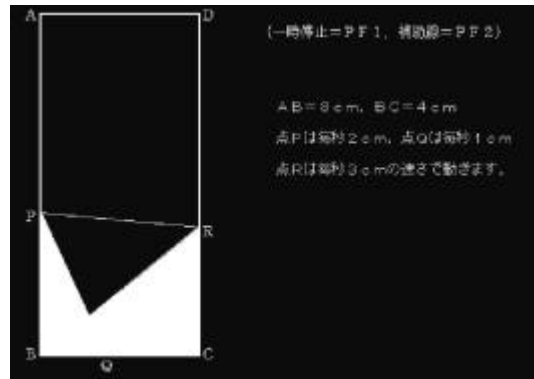 A D
(一時停止=PF1, 補助線=PF2)
AB=8cm, BC=4cm
点Pは毎秒2cm, 点Qは毎秒1cm
点Rは毎秒3cmの速さで動きます。
P R
B C
Q